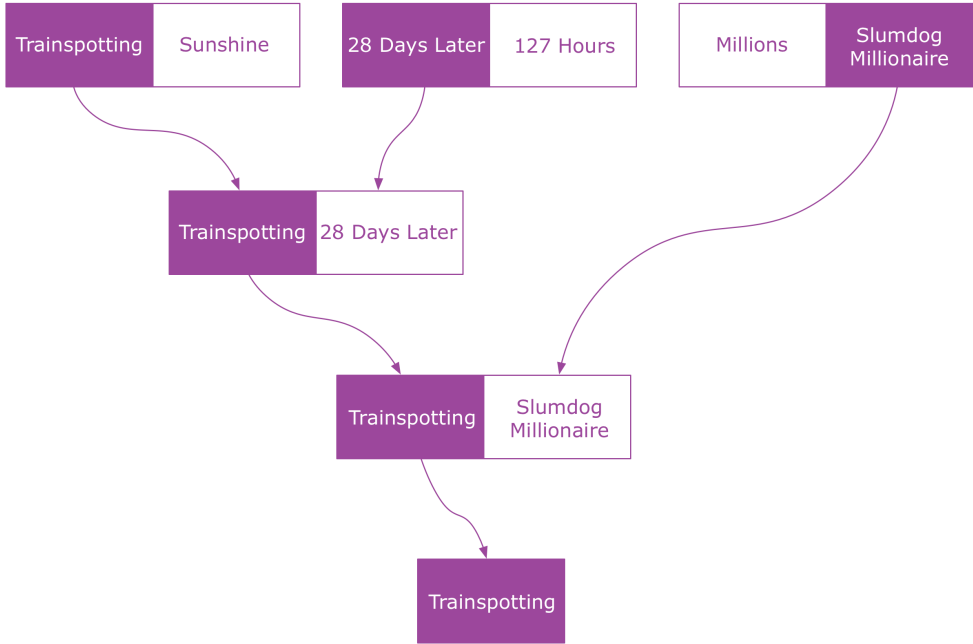 Trainspotting
Sunshine
28 Days Later
127 Hours
Millions
Slumdog
Millionaire
Trainspotting
28 Days Later
Trainspotting
Slumdog
Millionaire
Trainspotting